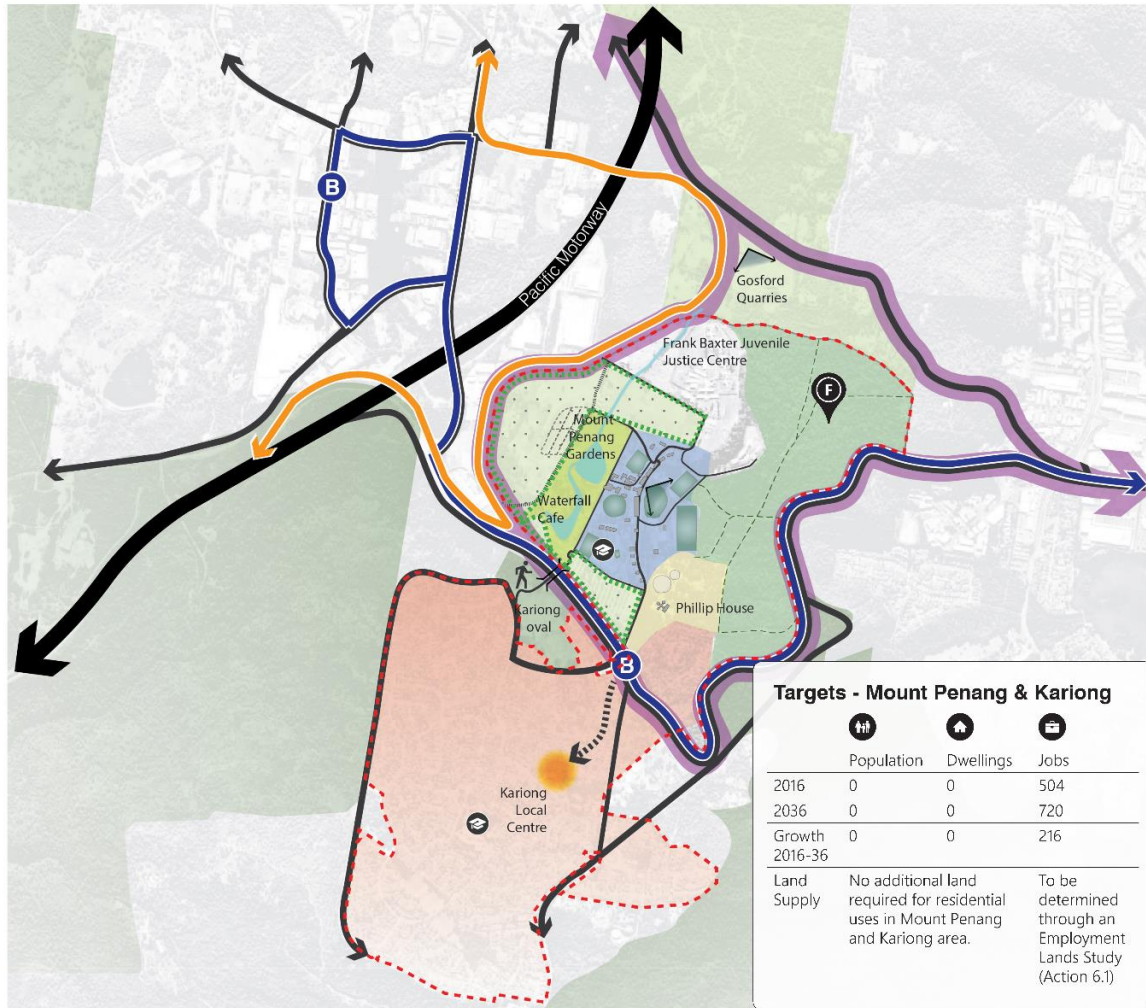 B
Pacific Motorway
Gosford
Quarries
Frank Baxter Juvenile
Justice Centre
F
Mount
Penang
Gardens
Waterfall
Cafe
Kariong
oval
Phillip House
B
Kariong
Local
Centre
Targets - Mount Penang & Kariong
Population Dwellings Jobs
2016 0 0 504
2036 0 0 720
Growth 0 0 216
2016-36
Land No additional land To be
Supply required for residential determined
uses in Mount Penang through an
and Kariong area. Employment
Lands Study
(Action 6.1)